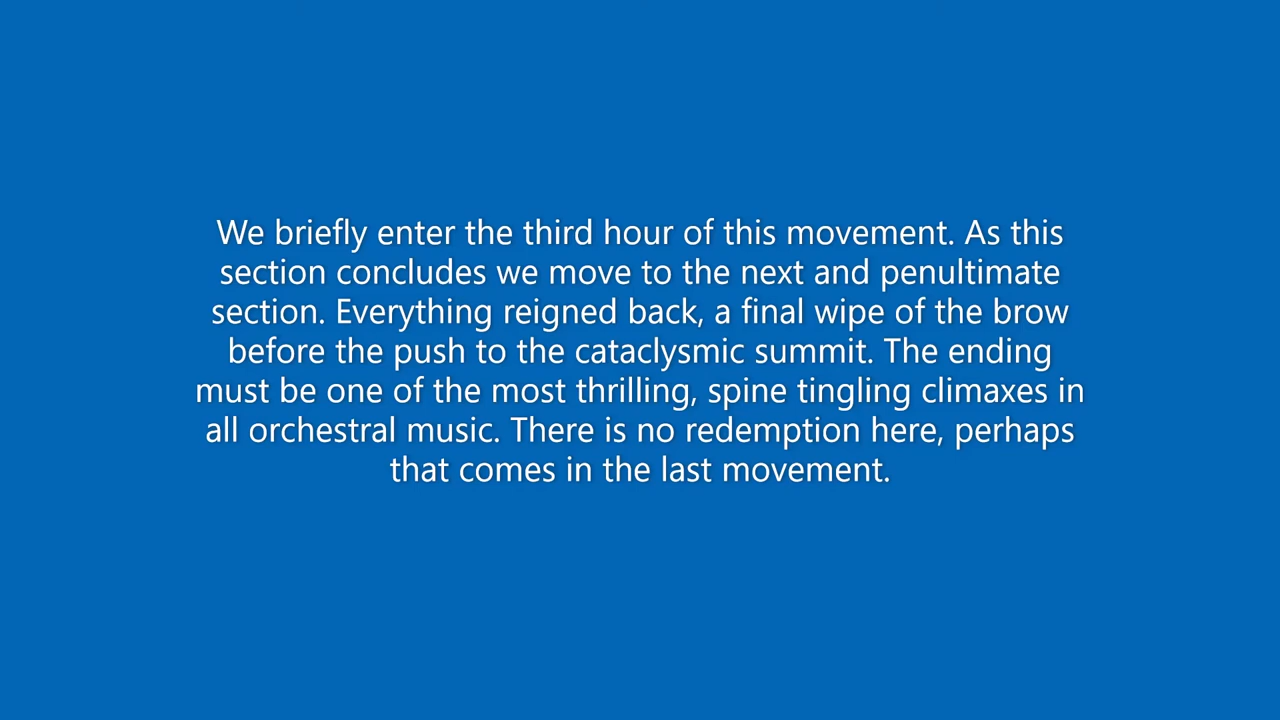 We briefly enter the third hour of this movement. As this
section concludes we move to the next and penultimate
section. Everything reigned back, a final wipe of the brow
before the push to the cataclysmic summit. The ending
must be one of the most thrilling, spine tingling climaxes in
all orchestral music. There is no redemption here, perhaps
that comes in the last movement.